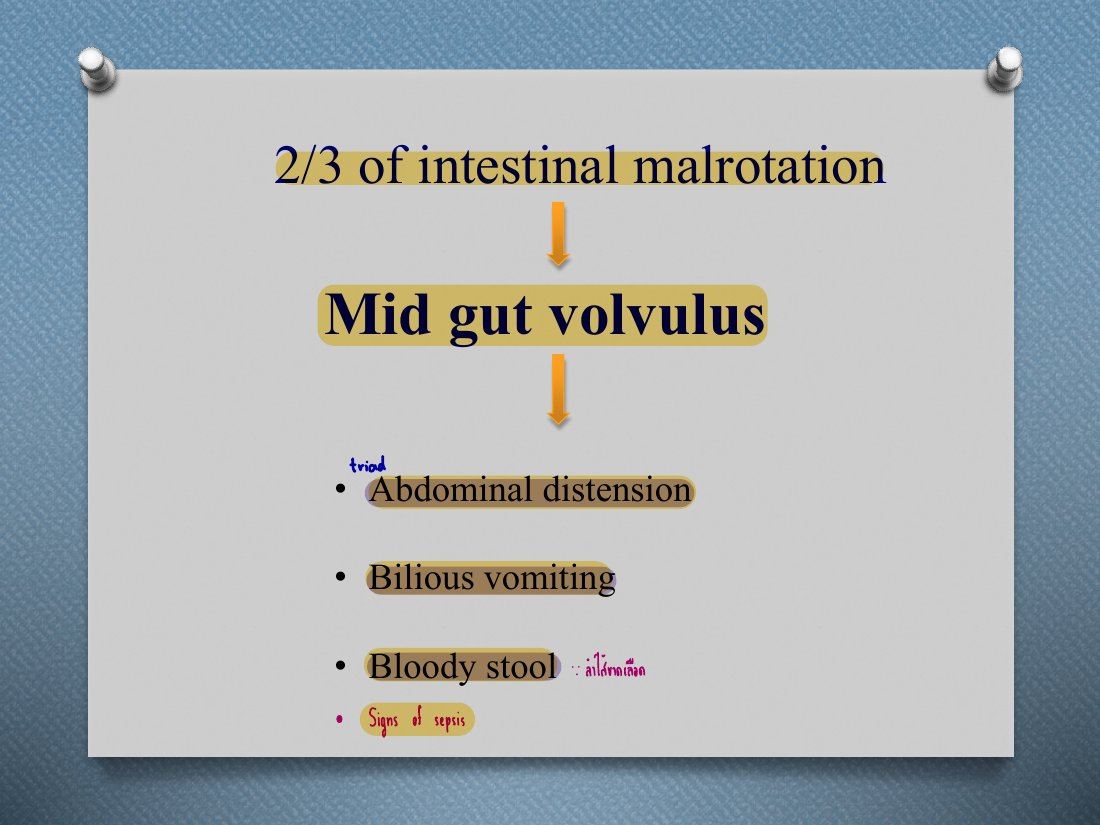 2/3 of intestinal malrotation
Mid gut volvulus
triad
• Abdominal distension
• Bilious vomiting
• Bloody stool ∵ ลำไส้ขาดเลือด
• Signs of sepsis